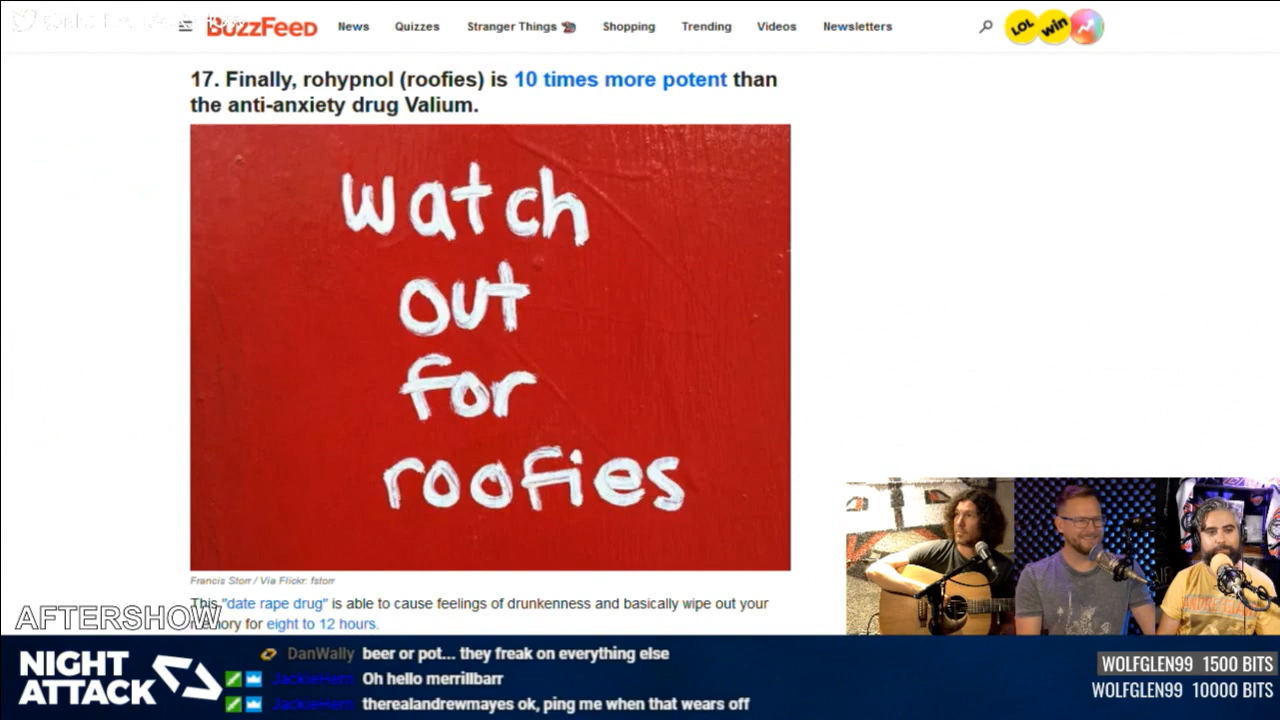 BuzzFeed
News
Quizzes
Stranger Things
Shopping
Trending
Videos
Newsletters
LOL
win
17. Finally, rohypnol (roofies) is 10 times more potent than
the anti-anxiety drug Valium.
watch
out
for
roofies
Francis Storr / Via Flickr: fstorr
This "date rape drug" is able to cause feelings of drunkenness and basically wipe out your
memory for eight to 12 hours.
AFTERSHOW
NIGHT
ATTACK
DanWally beer or pot... they freak on everything else
JackieHern Oh hello merrillbarr
JackieHern therealandrewmayes ok, ping me when that wears off
WOLFGLEN99 1500 BITS
WOLFGLEN99 10000 BITS